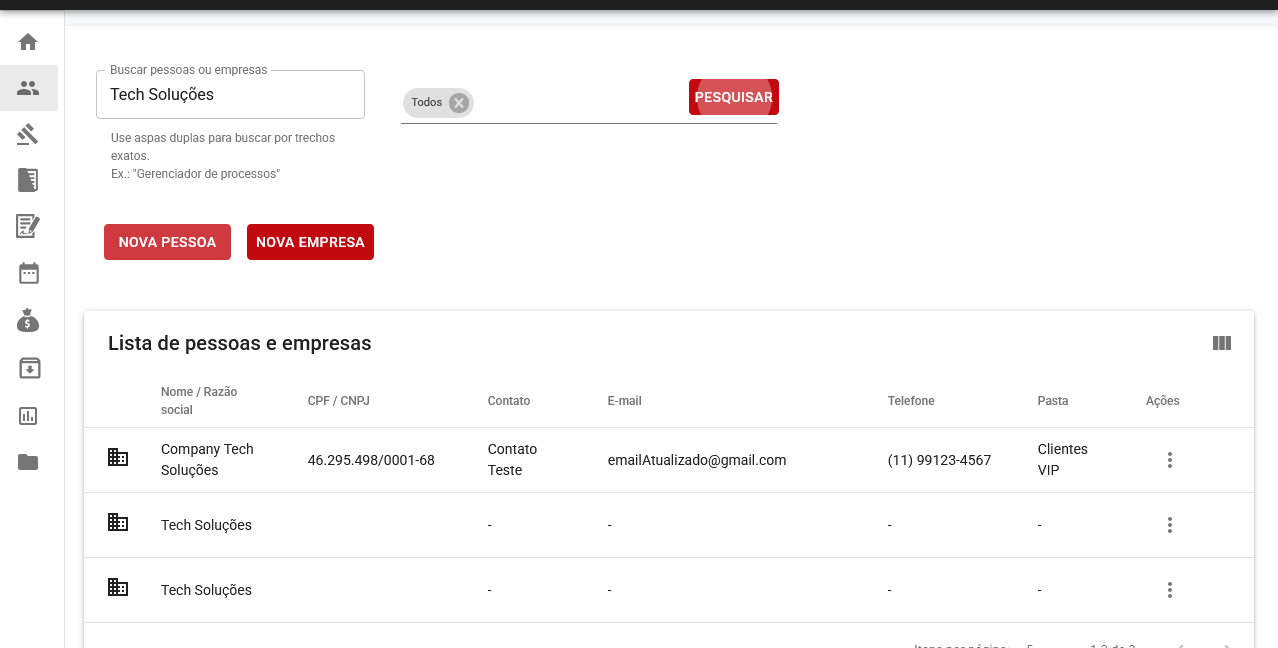 Buscar pessoas ou empresas
Tech Soluções
Todos
PESQUISAR
Use aspas duplas para buscar por trechos
exatos.
Ex.: "Gerenciador de processos"
NOVA PESSOA
NOVA EMPRESA
Lista de pessoas e empresas
Nome / Razão
social
CPF / CNPJ
Contato
E-mail
Telefone
Pasta
Ações
Company Tech
Soluções
46.295.498/0001-68
Contato
Teste
emailAtualizado@gmail.com
(11) 99123-4567
Clientes
VIP
Tech Soluções
-
-
-
-
Tech Soluções
-
-
-
-